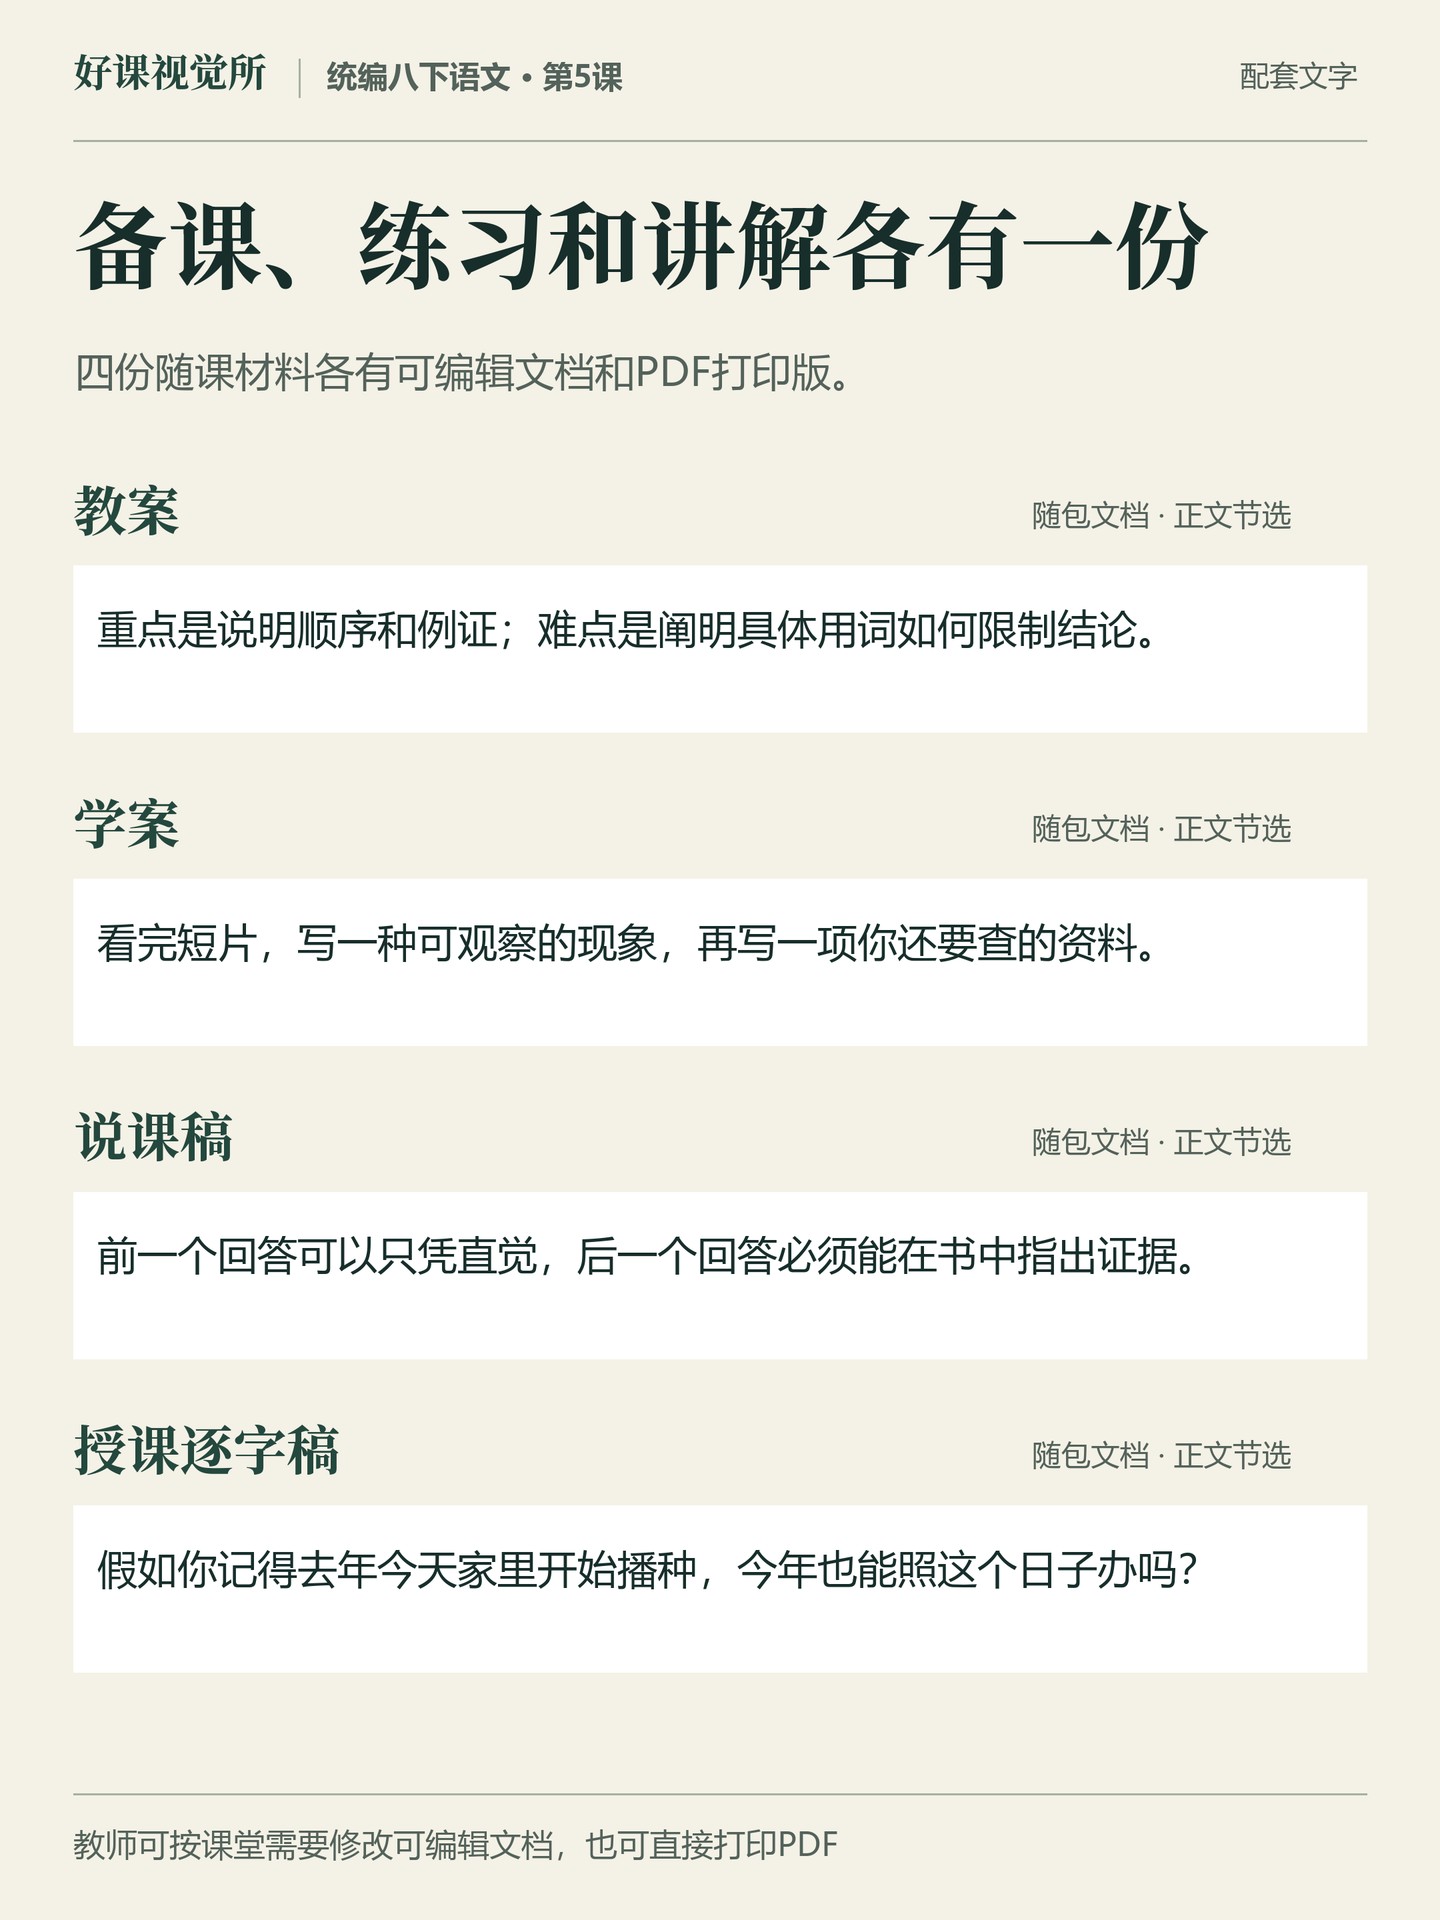 好课视觉所 统编八下语文·第5课 配套文字
备课、练习和讲解各有一份
四份随课材料各有可编辑文档和PDF打印版。
教案 随包文档·正文节选
重点是说明顺序和例证；难点是阐明具体用词如何限制结论。
学案 随包文档·正文节选
看完短片，写一种可观察的现象，再写一项你还要查的资料。
说课稿 随包文档·正文节选
前一个回答可以只凭直觉，后一个回答必须能在书中指出证据。
授课逐字稿 随包文档·正文节选
假如你记得去年今天家里开始播种，今年也能照这个日子办吗？
教师可按课堂需要修改可编辑文档，也可直接打印PDF